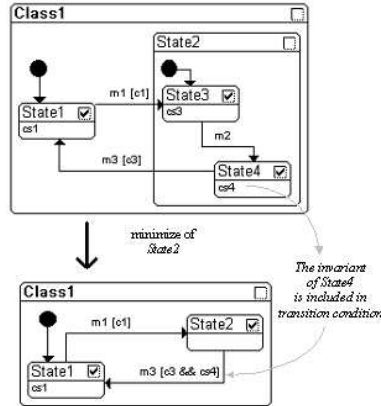 Class1
State2
m1 [c1]
State3
cs3
State1
cs1
m2
m3 [c3]
State4
cs4
minimize of
State2
The invariant
of State4
is included in
transition condition
Class1
m1 [c1]
State2
State1
cs1
m3 [c3 && cs4]